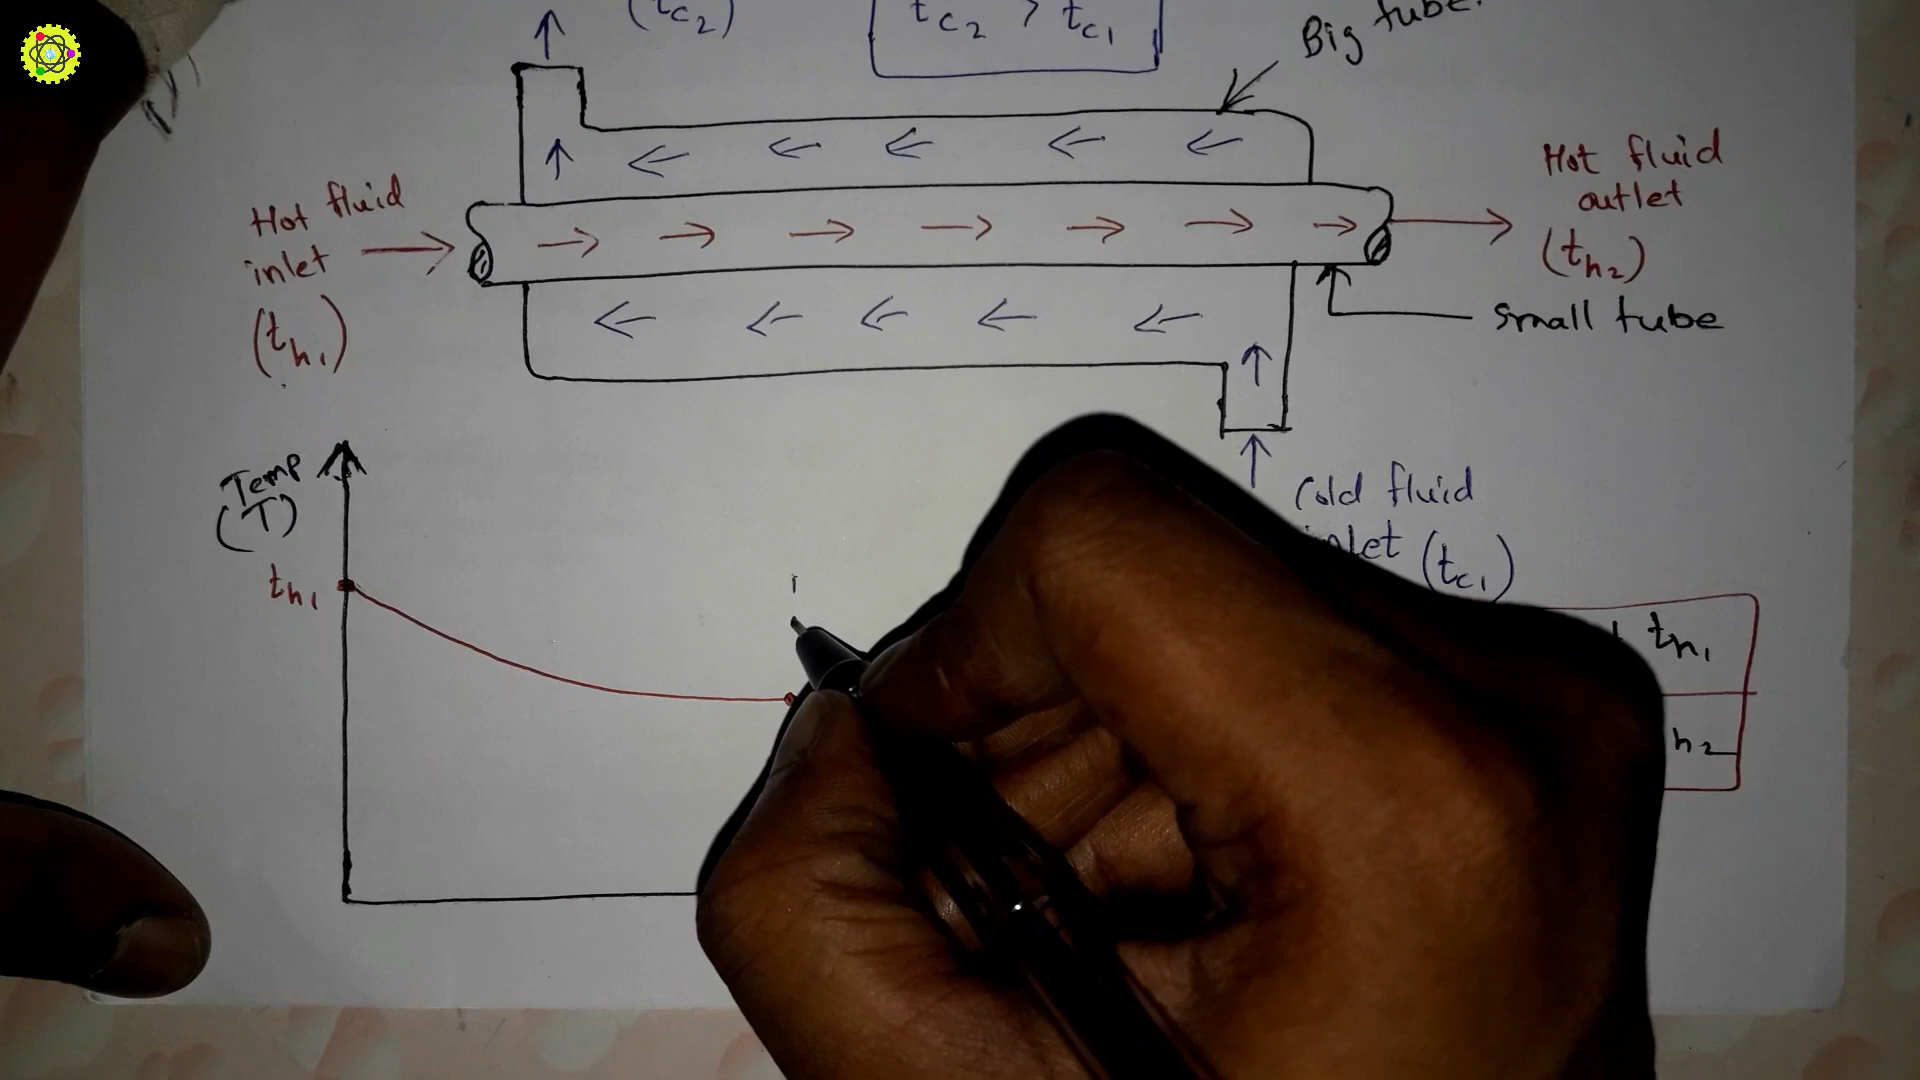 (tc2)
tc2 > tc1
Big tube.
Hot fluid
inlet
(th1)
Hot fluid
outlet
(th2)
small tube
Temp
(T)
th1
Cold fluid
inlet (tc1)
th1
h2